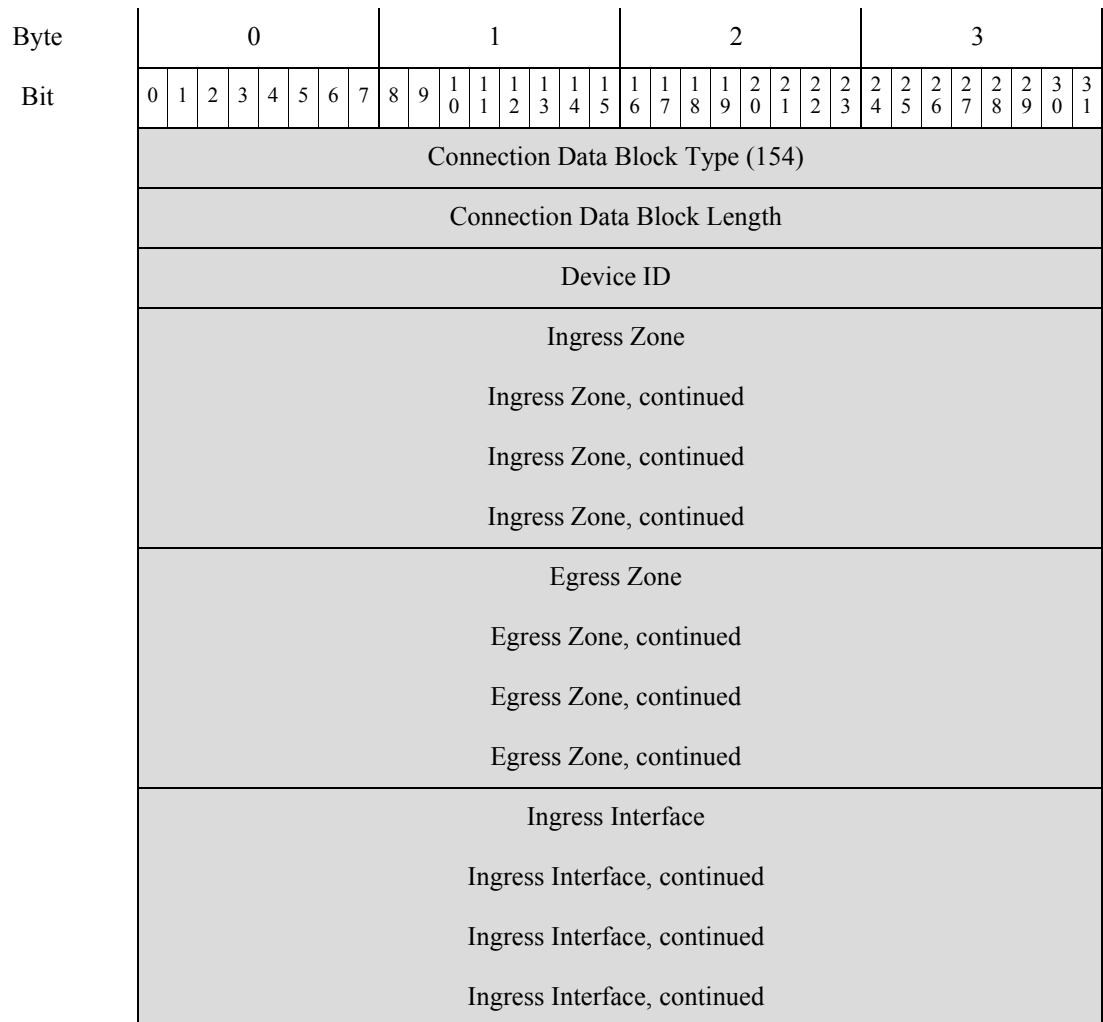 Byte 0 1 2 3
Bit 0 1 2 3 4 5 6 7 8 9 10 11 12 13 14 15 16 17 18 19 20 21 22 23 24 25 26 27 28 29 30 31
Connection Data Block Type (154)
Connection Data Block Length
Device ID
Ingress Zone
Ingress Zone, continued
Ingress Zone, continued
Ingress Zone, continued
Egress Zone
Egress Zone, continued
Egress Zone, continued
Egress Zone, continued
Ingress Interface
Ingress Interface, continued
Ingress Interface, continued
Ingress Interface, continued